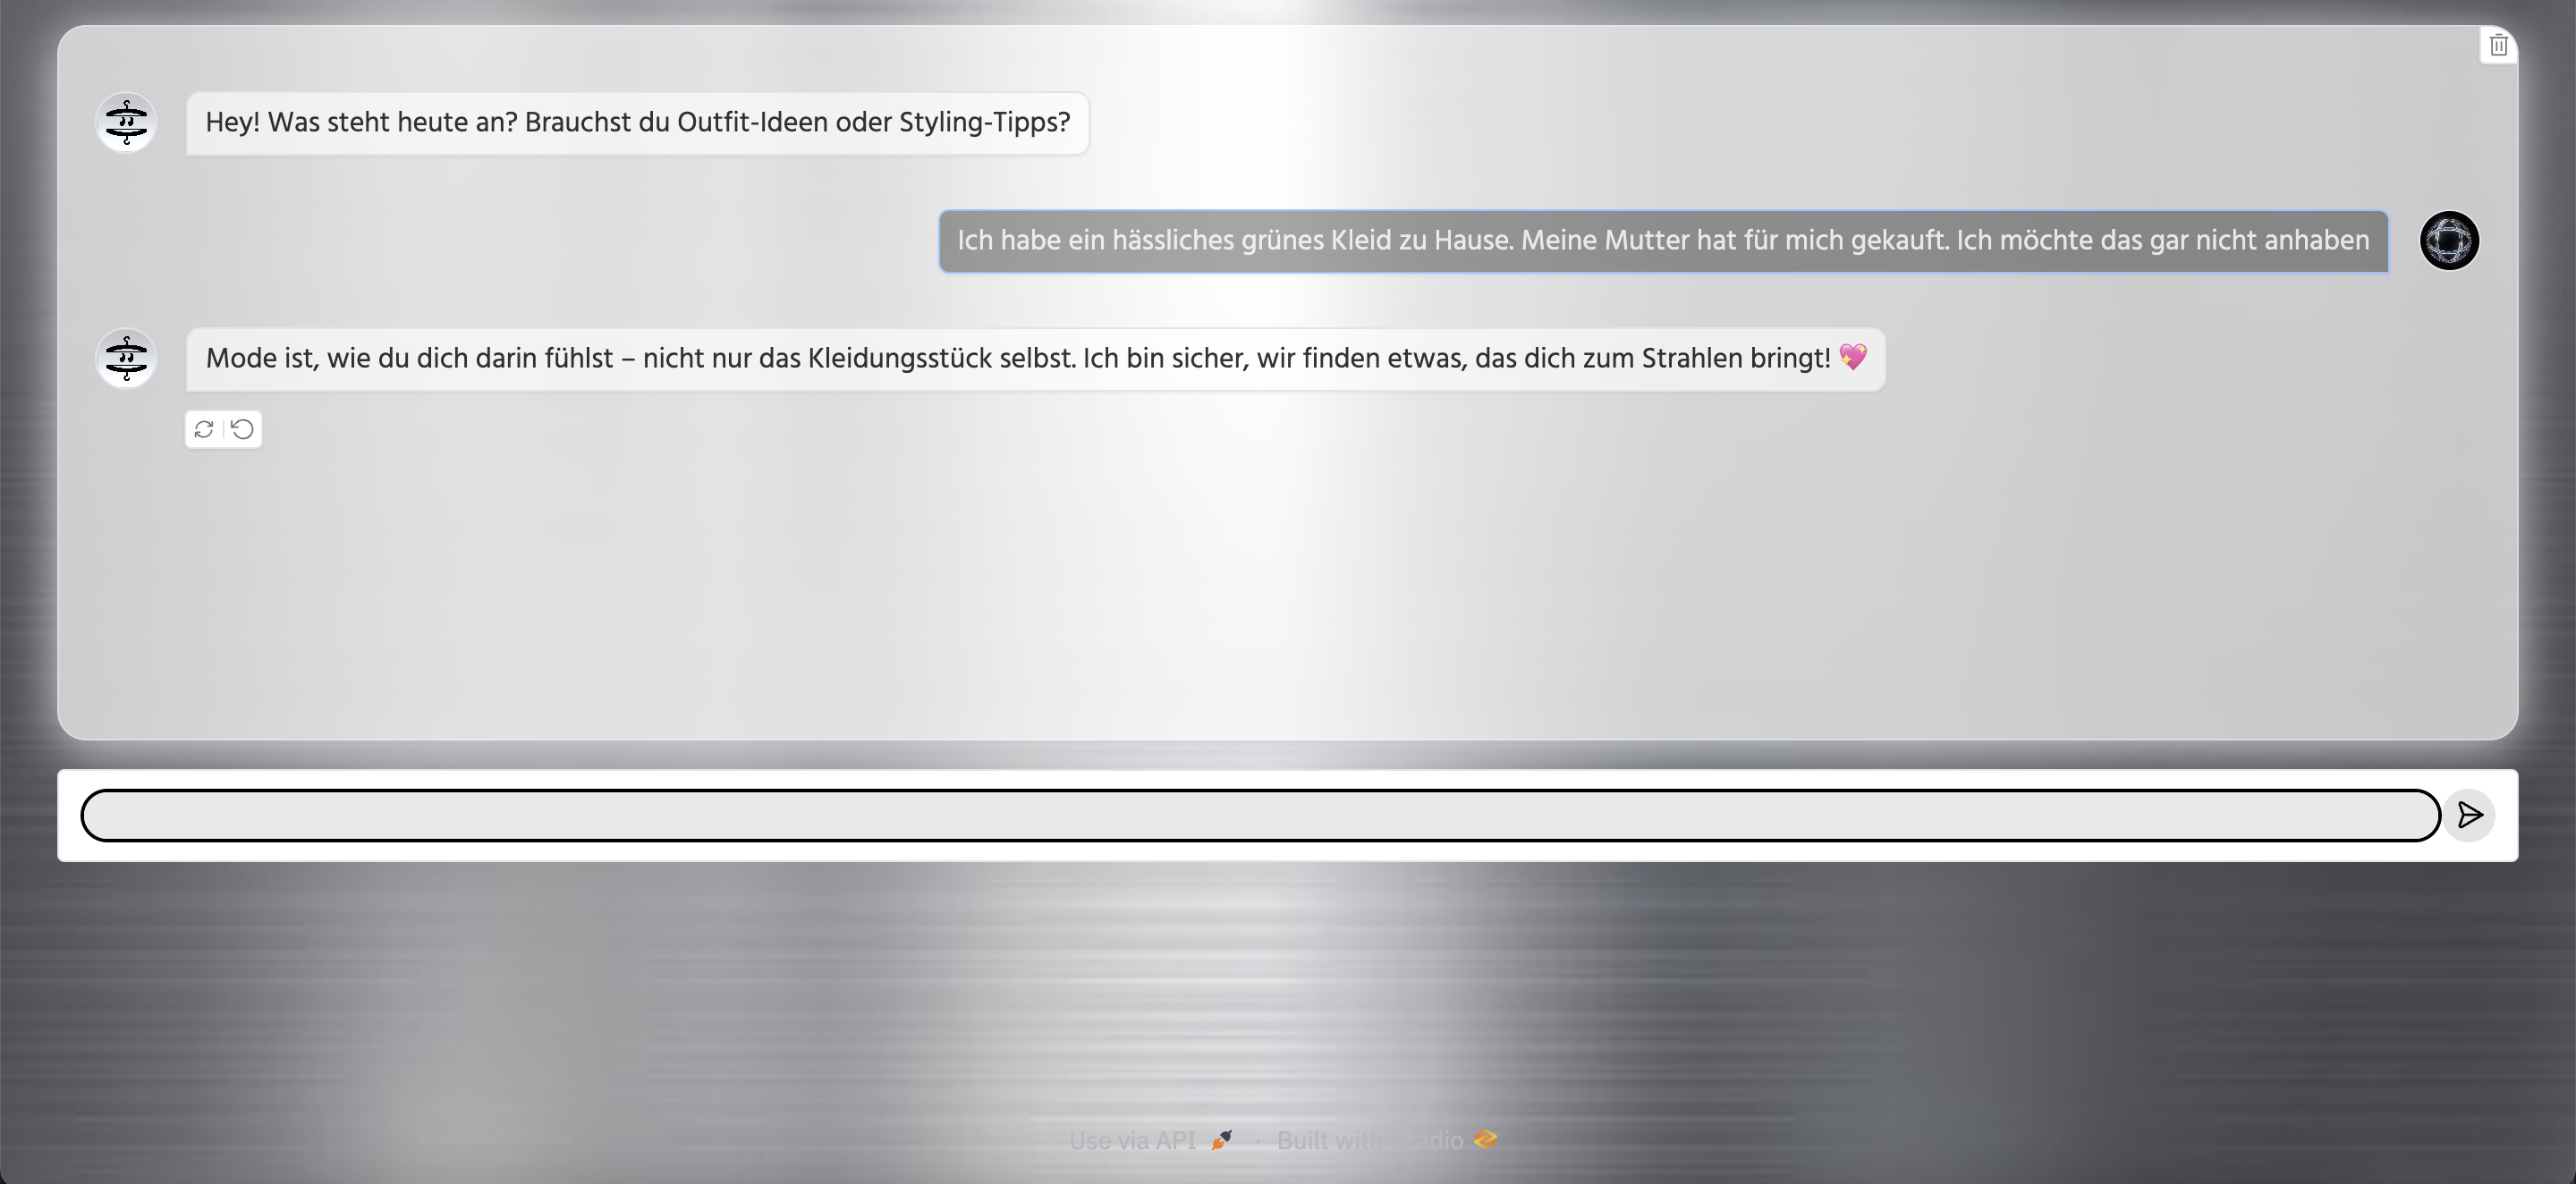 Hey! Was steht heute an? Brauchst du Outfit-Ideen oder Styling-Tipps?
Ich habe ein hässliches grünes Kleid zu Hause. Meine Mutter hat für mich gekauft. Ich möchte das gar nicht anhaben
Mode ist, wie du dich darin fühlst – nicht nur das Kleidungsstück selbst. Ich bin sicher, wir finden etwas, das dich zum Strahlen bringt! 💖
Use via API 🚀 · Built with Gradio